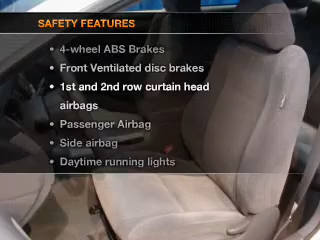 SAFETY FEATURES
• 4-wheel ABS Brakes
• Front Ventilated disc brakes
• 1st and 2nd row curtain head
airbags
• Passenger Airbag
• Side airbag
• Daytime running lights